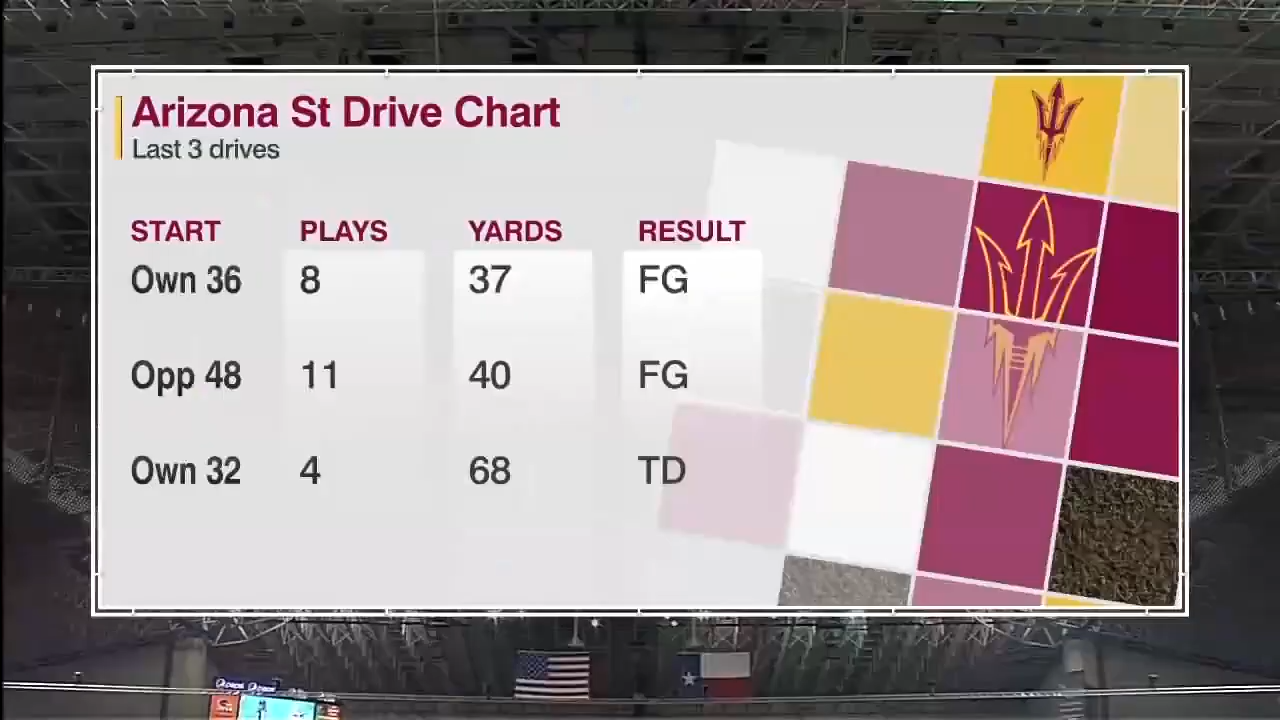 Arizona St Drive Chart
Last 3 drives
START PLAYS YARDS RESULT
Own 36 8 37 FG
Opp 48 11 40 FG
Own 32 4 68 TD